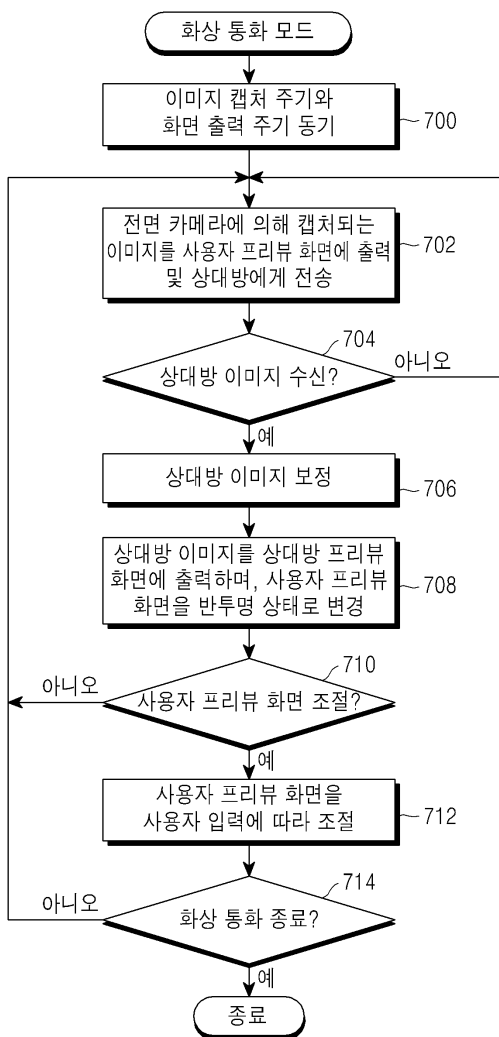 화상 통화 모드
이미지 캡처 주기와
화면 출력 주기 동기
700
전면 카메라에 의해 캡처되는
이미지를 사용자 프리뷰 화면에 출력
및 상대방에게 전송
702
704
상대방 이미지 수신?
아니오
예
상대방 이미지 보정
706
상대방 이미지를 상대방 프리뷰
화면에 출력하며, 사용자 프리뷰
화면을 반투명 상태로 변경
708
710
아니오
사용자 프리뷰 화면 조절?
예
사용자 프리뷰 화면을
사용자 입력에 따라 조절
712
714
아니오
화상 통화 종료?
예
종료